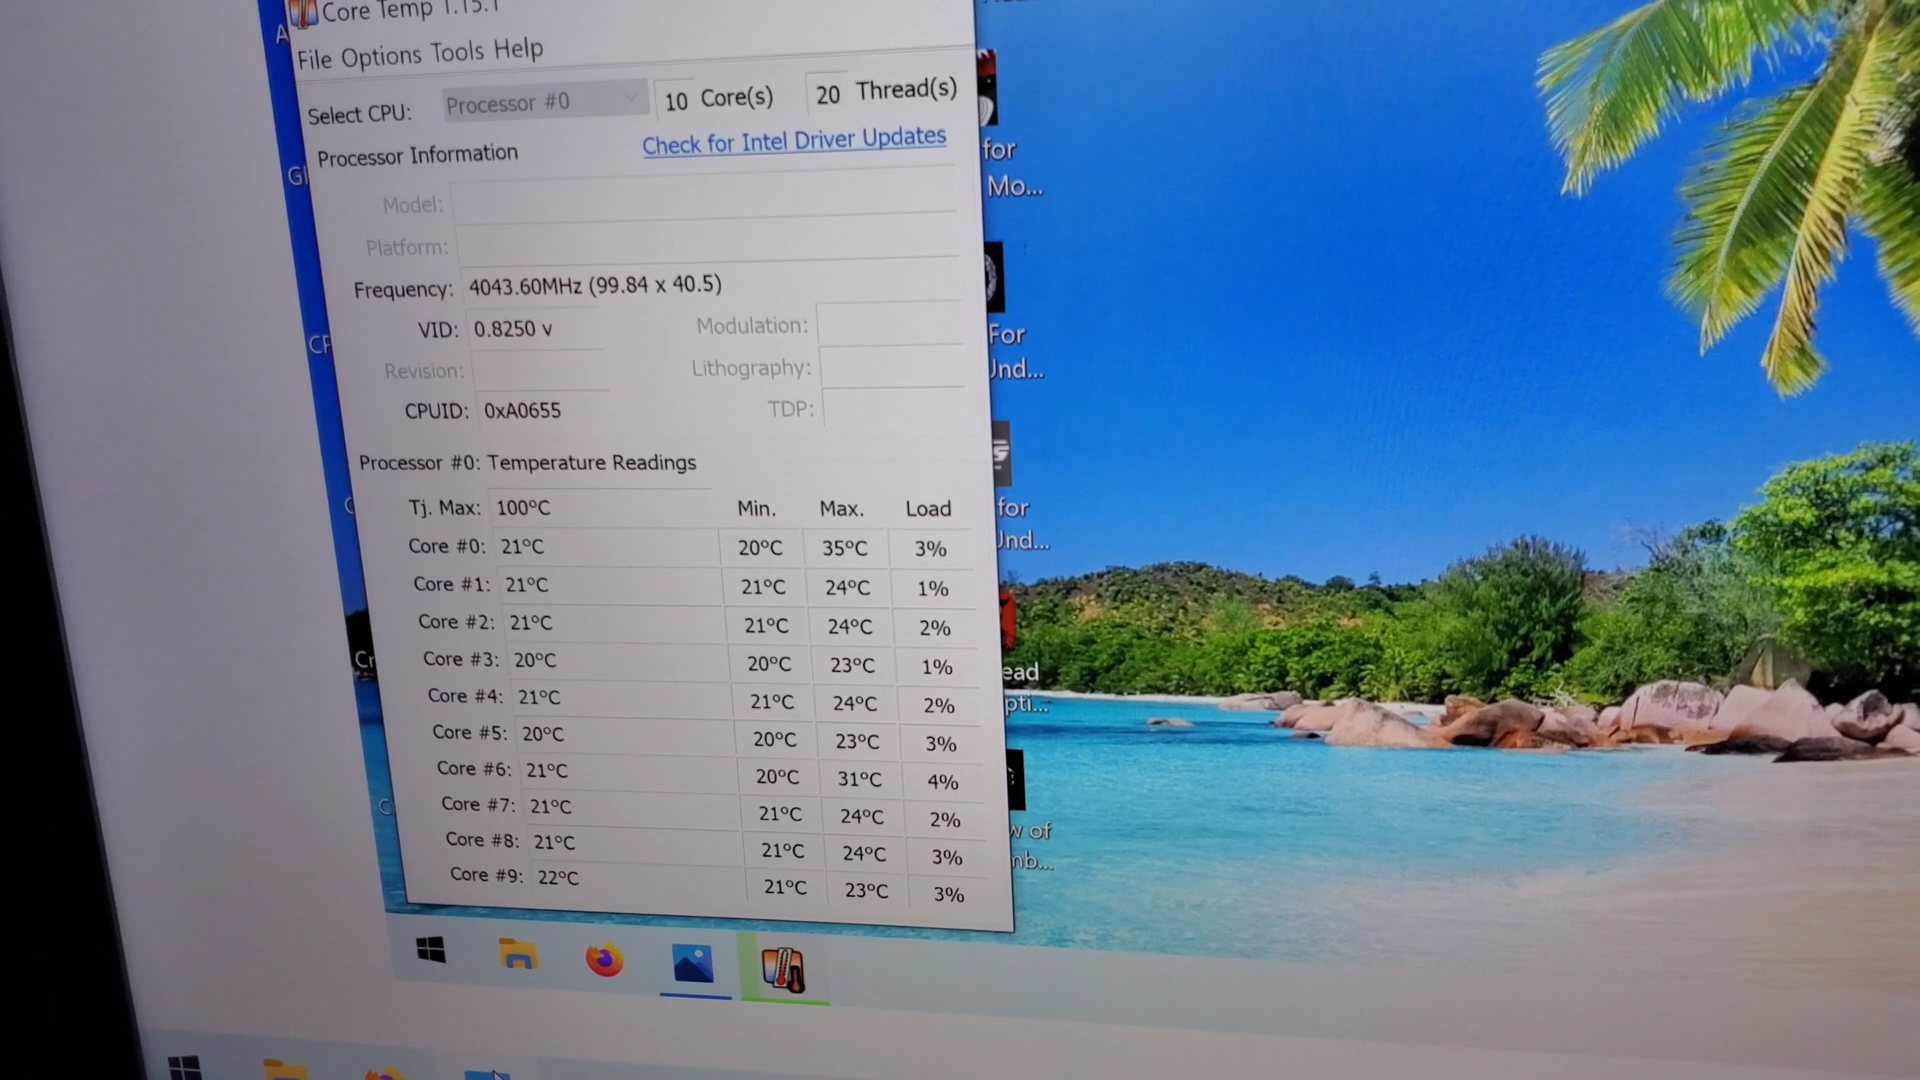 Core Temp 1.15.1
File Options Tools Help
Select CPU: Processor #0 10 Core(s) 20 Thread(s)
Processor Information Check for Intel Driver Updates
Model:
Platform:
Frequency: 4043.60MHz (99.84 x 40.5)
VID: 0.8250 v Modulation:
Revision: Lithography:
CPUID: 0xA0655 TDP:
Processor #0: Temperature Readings
Tj. Max: 100°C Min. Max. Load
Core #0: 21°C 20°C 35°C 3%
Core #1: 21°C 21°C 24°C 1%
Core #2: 21°C 21°C 24°C 2%
Core #3: 20°C 20°C 23°C 1%
Core #4: 21°C 21°C 24°C 2%
Core #5: 20°C 20°C 23°C 3%
Core #6: 21°C 20°C 31°C 4%
Core #7: 21°C 21°C 24°C 2%
Core #8: 21°C 21°C 24°C 3%
Core #9: 22°C 21°C 23°C 3%
for
Mo...
For
Und...
for
Und...
ead
pti...
w of
nb...